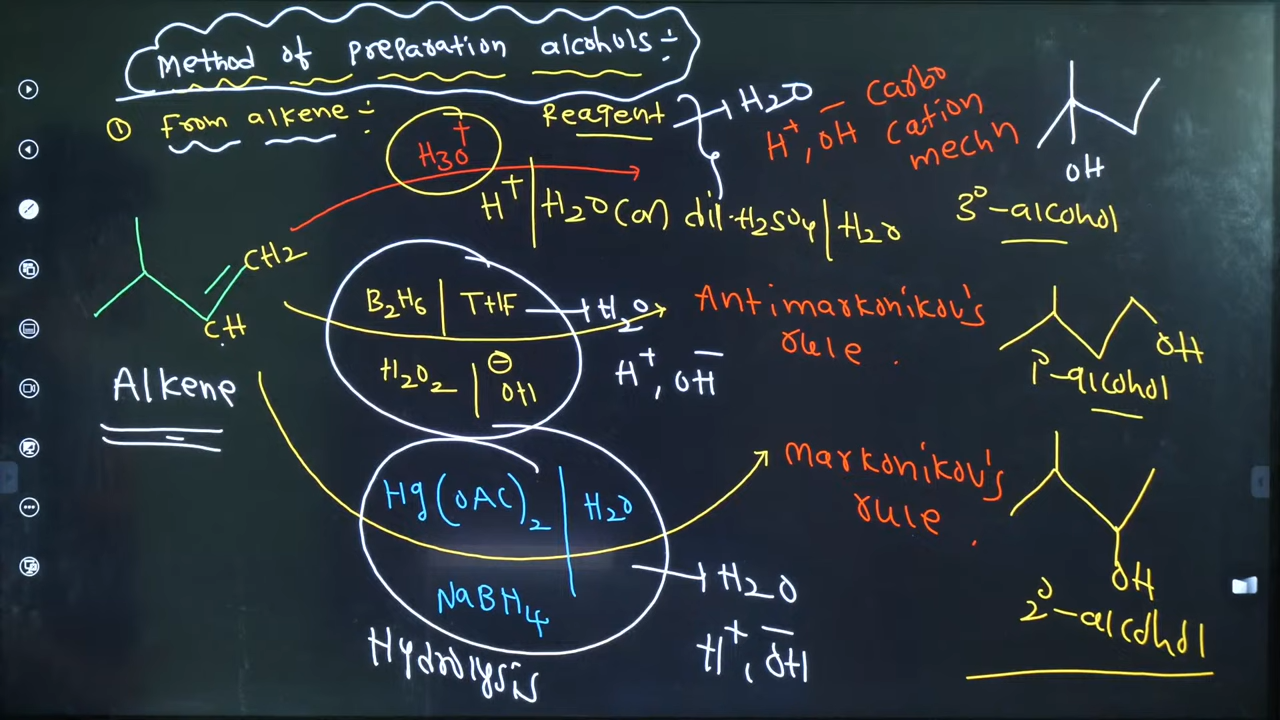 Method of preparation alcohols :-
① From alkene :-
Reagent → H2O
H+, OH- carbo cation mechn
H3O+
H+ | H2O (or) dil. H2SO4 | H2O
OH
3°-alcohol
CH2
CH
Alkene
B2H6 | THF → H2O
H2O2 | OH⊖
H+, OH-
Antimarkonikov's
rule.
OH
1°-alcohol
Hg(OAC)2 | H2O
NaBH4
Hydrolysis
→ H2O
H+, OH-
Markonikov's
rule.
OH
2°-alcohol